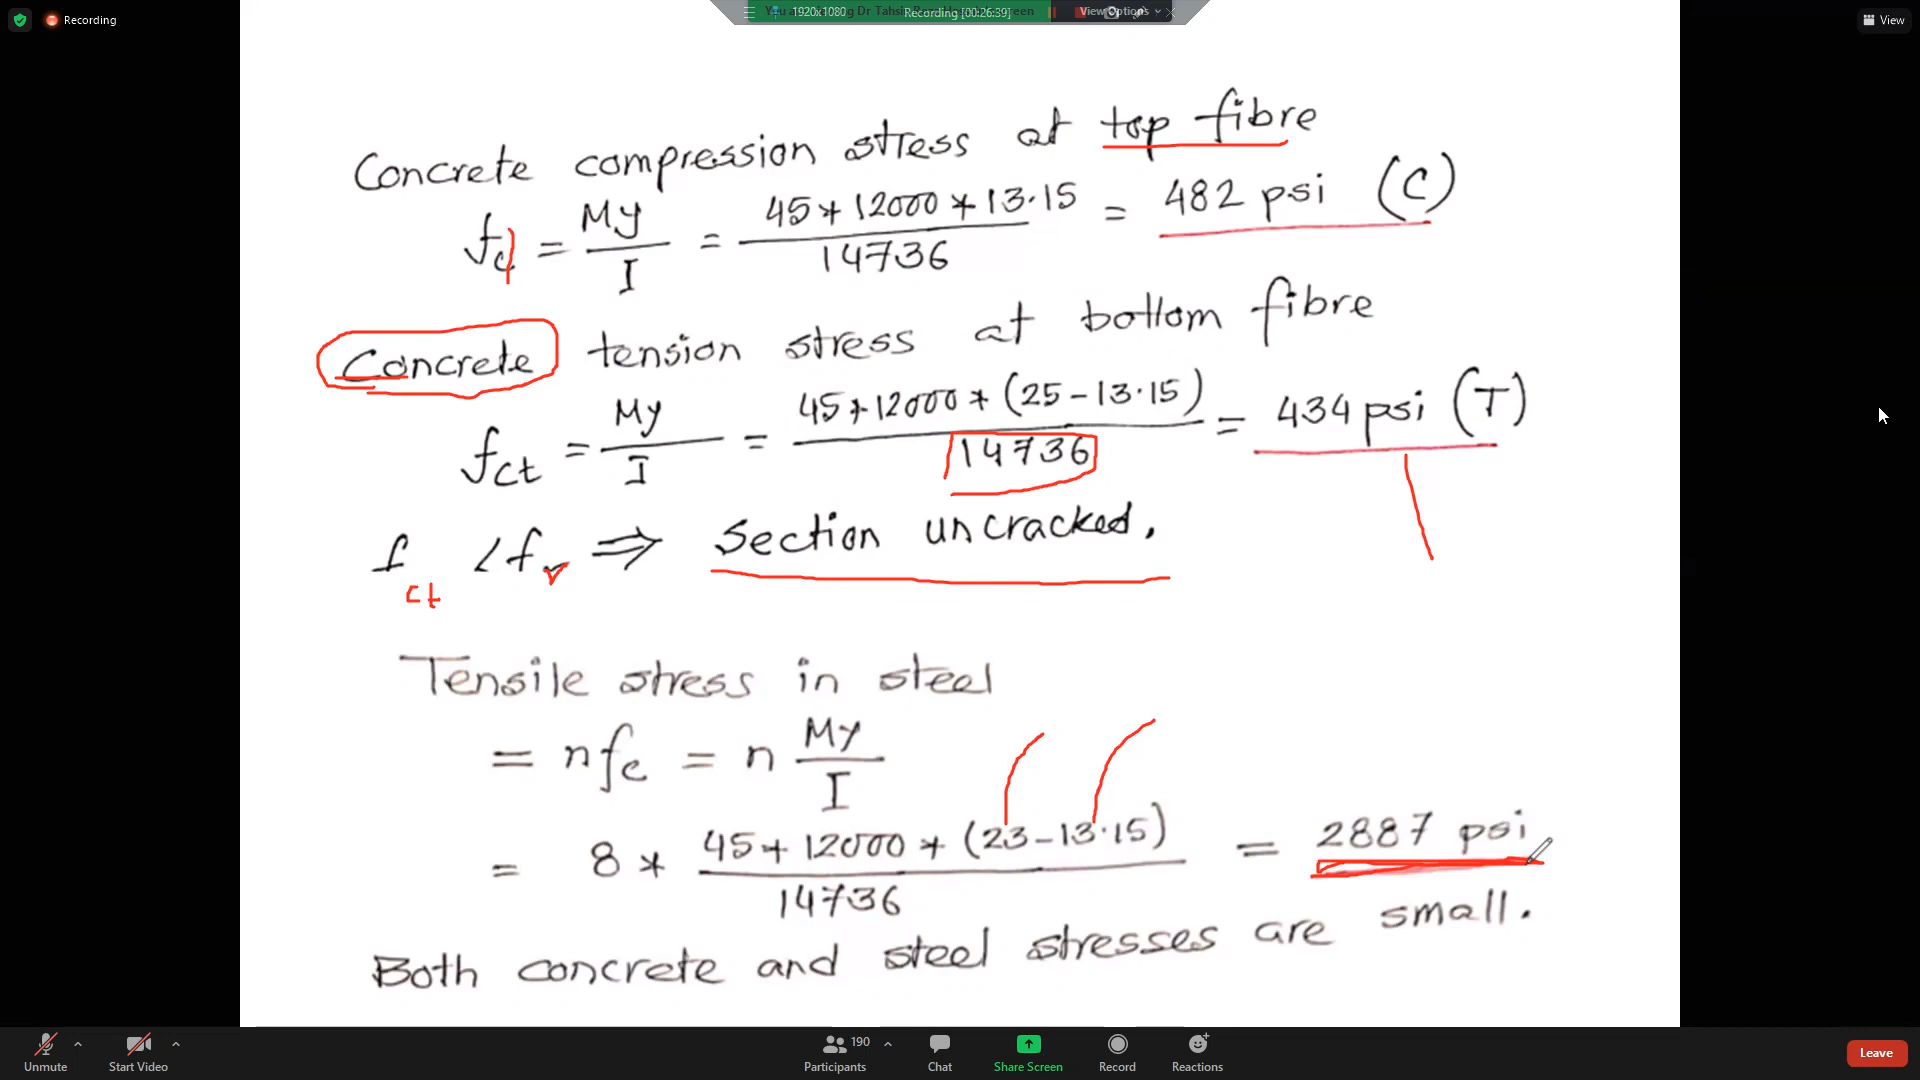 Recording
1920x1080
Recording [00:26:39]
View Options
View
Concrete compression stress at top fibre
fc = My / I = 45*12000*13.15 / 14736 = 482 psi (C)
Concrete tension stress at bottom fibre
fct = My / I = 45*12000*(25-13.15) / 14736 = 434 psi (T)
fct < fr ⇒ Section uncracked.
Tensile stress in steel
= nfc = n My / I
= 8 * 45*12000*(23-13.15) / 14736 = 2887 psi
Both concrete and steel stresses are small.
Unmute
Start Video
190
Participants
Chat
Share Screen
Record
Reactions
Leave